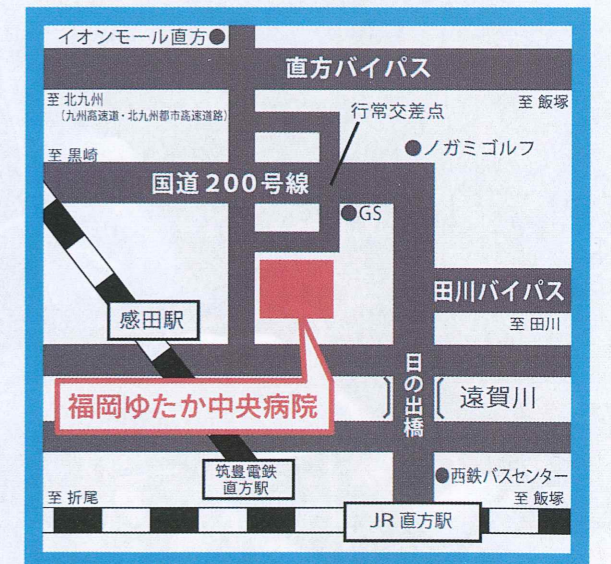 イオンモール直方●
直方バイパス
至 北九州
(九州高速道・北九州都市高速道路)
至 飯塚
行常交差点
至 黒崎
●ノガミゴルフ
国道200号線
●GS
田川バイパス
感田駅
至 田川
日の出橋
福岡ゆたか中央病院
遠賀川
筑豊電鉄
直方駅
●西鉄バスセンター
至 折尾
至 飯塚
JR 直方駅